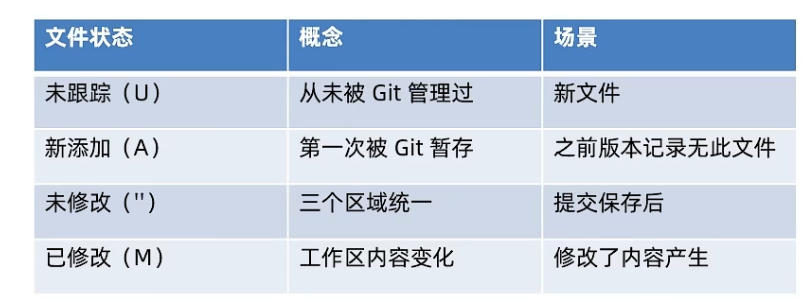 文件状态 概念 场景
未跟踪（U） 从未被 Git 管理过 新文件
新添加（A） 第一次被 Git 暂存 之前版本记录无此文件
未修改（''） 三个区域统一 提交保存后
已修改（M） 工作区内容变化 修改了内容产生